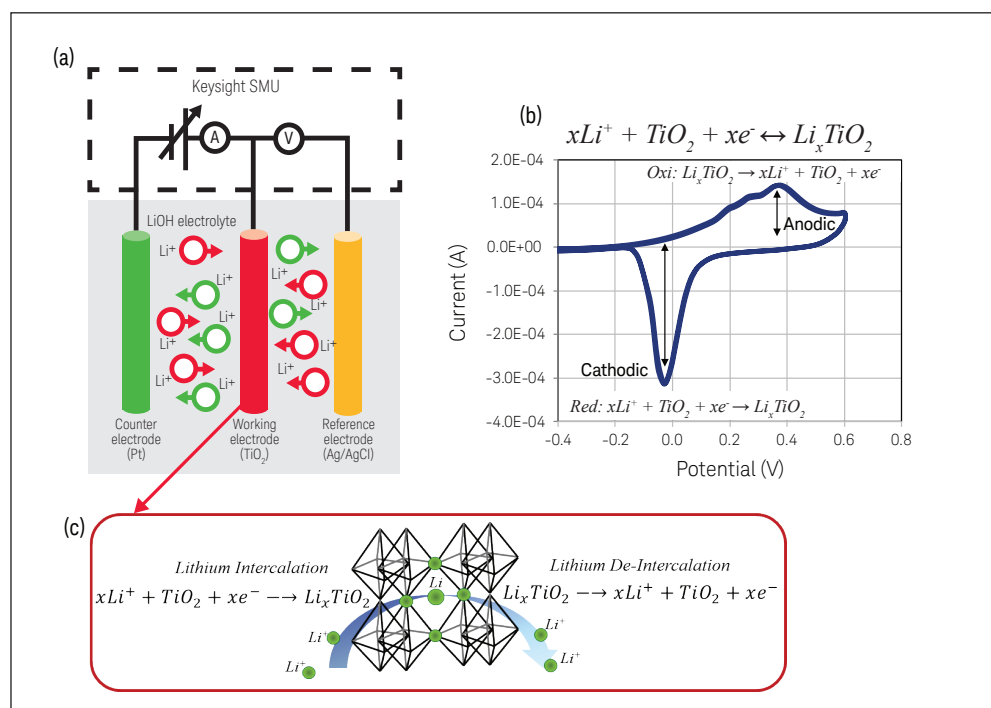 (a)
Keysight SMU
A
V
LiOH electrolyte
Li⁺
Li⁺
Li⁺
Li⁺
Li⁺
Li⁺
Li⁺
Li⁺
Li⁺
Li⁺
Li⁺
Li⁺
Counter
electrode
(Pt)
Working
electrode
(TiO₂)
Reference
electrode
(Ag/AgCl)
(b)
xLi⁺ + TiO₂ + xe⁻ ↔ LiₓTiO₂
Oxi: LiₓTiO₂ → xLi⁺ + TiO₂ + xe⁻
Anodic
Cathodic
Red: xLi⁺ + TiO₂ + xe⁻ → LiₓTiO₂
Current (A)
2.0E-04
1.0E-04
0.0E+00
-1.0E-04
-2.0E-04
-3.0E-04
-4.0E-04
−0.4 −0.2 0.0 0.2 0.4 0.6 0.8
Potential (V)
(c)
Lithium Intercalation
xLi⁺ + TiO₂ + xe⁻ ⟶ LiₓTiO₂
Li⁺
Li⁺
Li
Lithium De-Intercalation
LiₓTiO₂ ⟶ xLi⁺ + TiO₂ + xe⁻
Li⁺
Li⁺